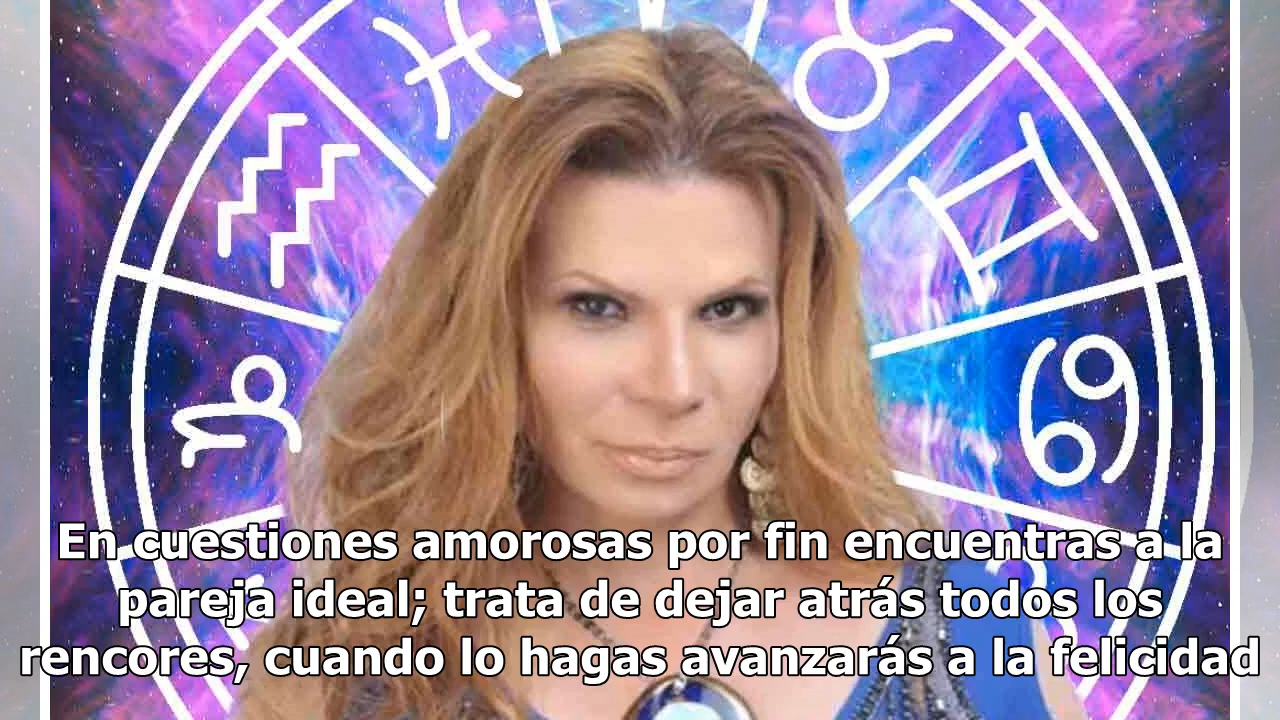 En cuestiones amorosas por fin encuentras a la
pareja ideal; trata de dejar atrás todos los
rencores, cuando lo hagas avanzarás a la felicidad